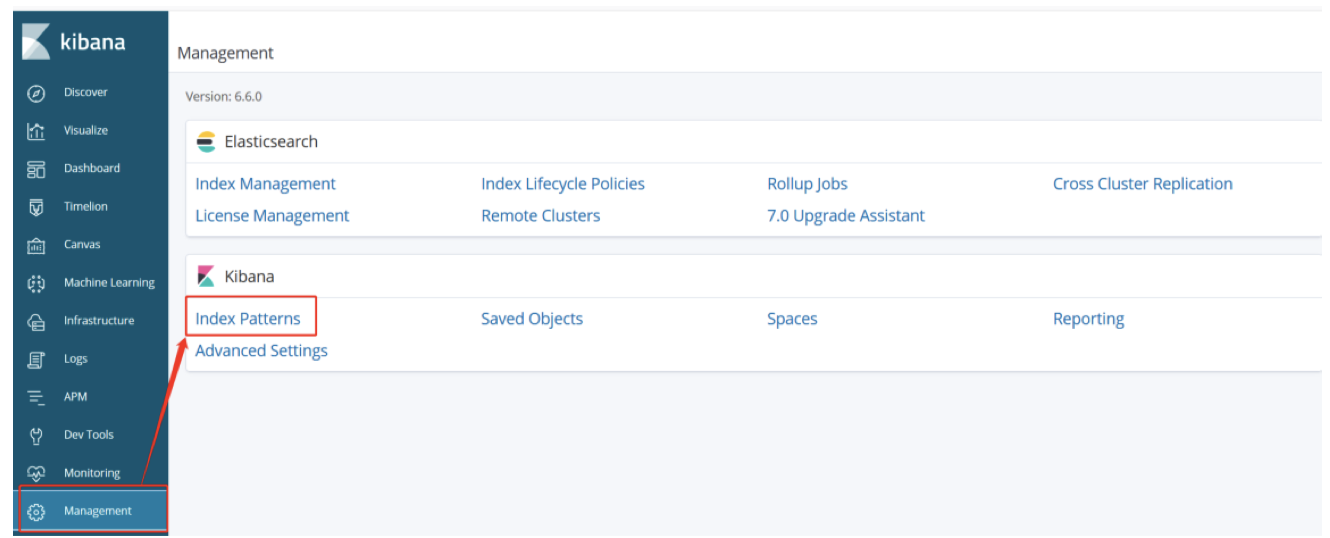 kibana
Discover
Visualize
Dashboard
Timelion
Canvas
Machine Learning
Infrastructure
Logs
APM
Dev Tools
Monitoring
Management
Management
Version: 6.6.0
Elasticsearch
Index Management Index Lifecycle Policies Rollup Jobs Cross Cluster Replication
License Management Remote Clusters 7.0 Upgrade Assistant
Kibana
Index Patterns Saved Objects Spaces Reporting
Advanced Settings